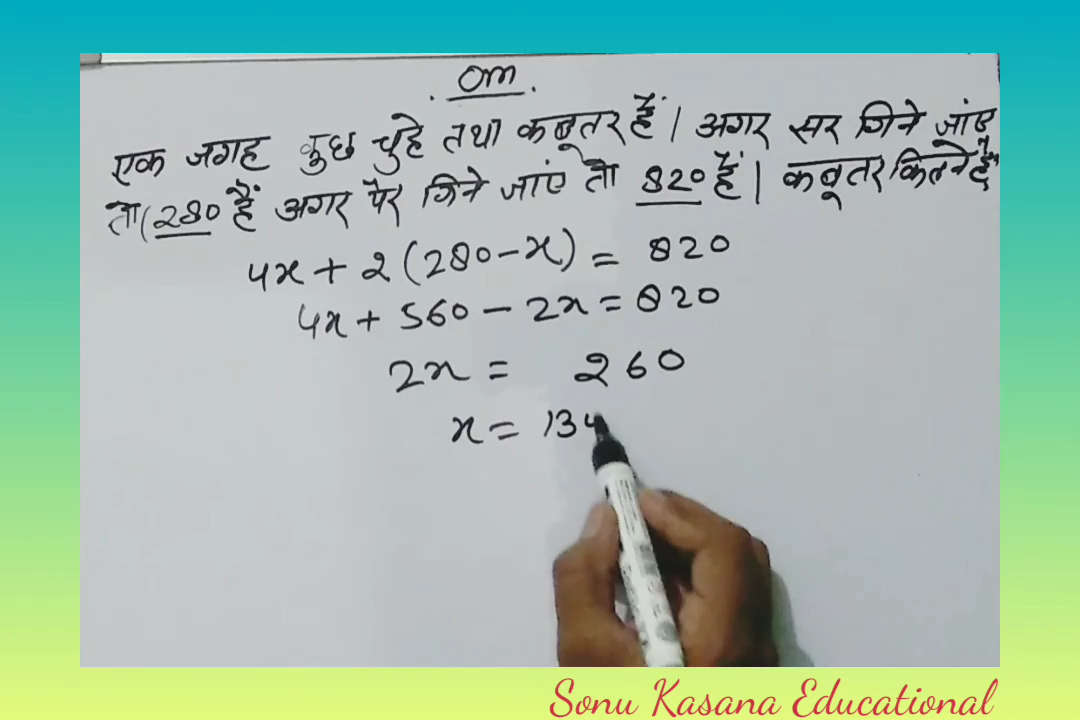 . Om .
एक जगह कुछ चुहे तथा कबूतर हैं। अगर सर गिने जांए
तो (280 हैं अगर पैर गिने जाएं तो 820 हैं। कबूतर कितने हैं
4x + 2 (280 - x) = 820
4x + 560 - 2x = 820
2x = 260
x = 13
Sonu Kasana Educational